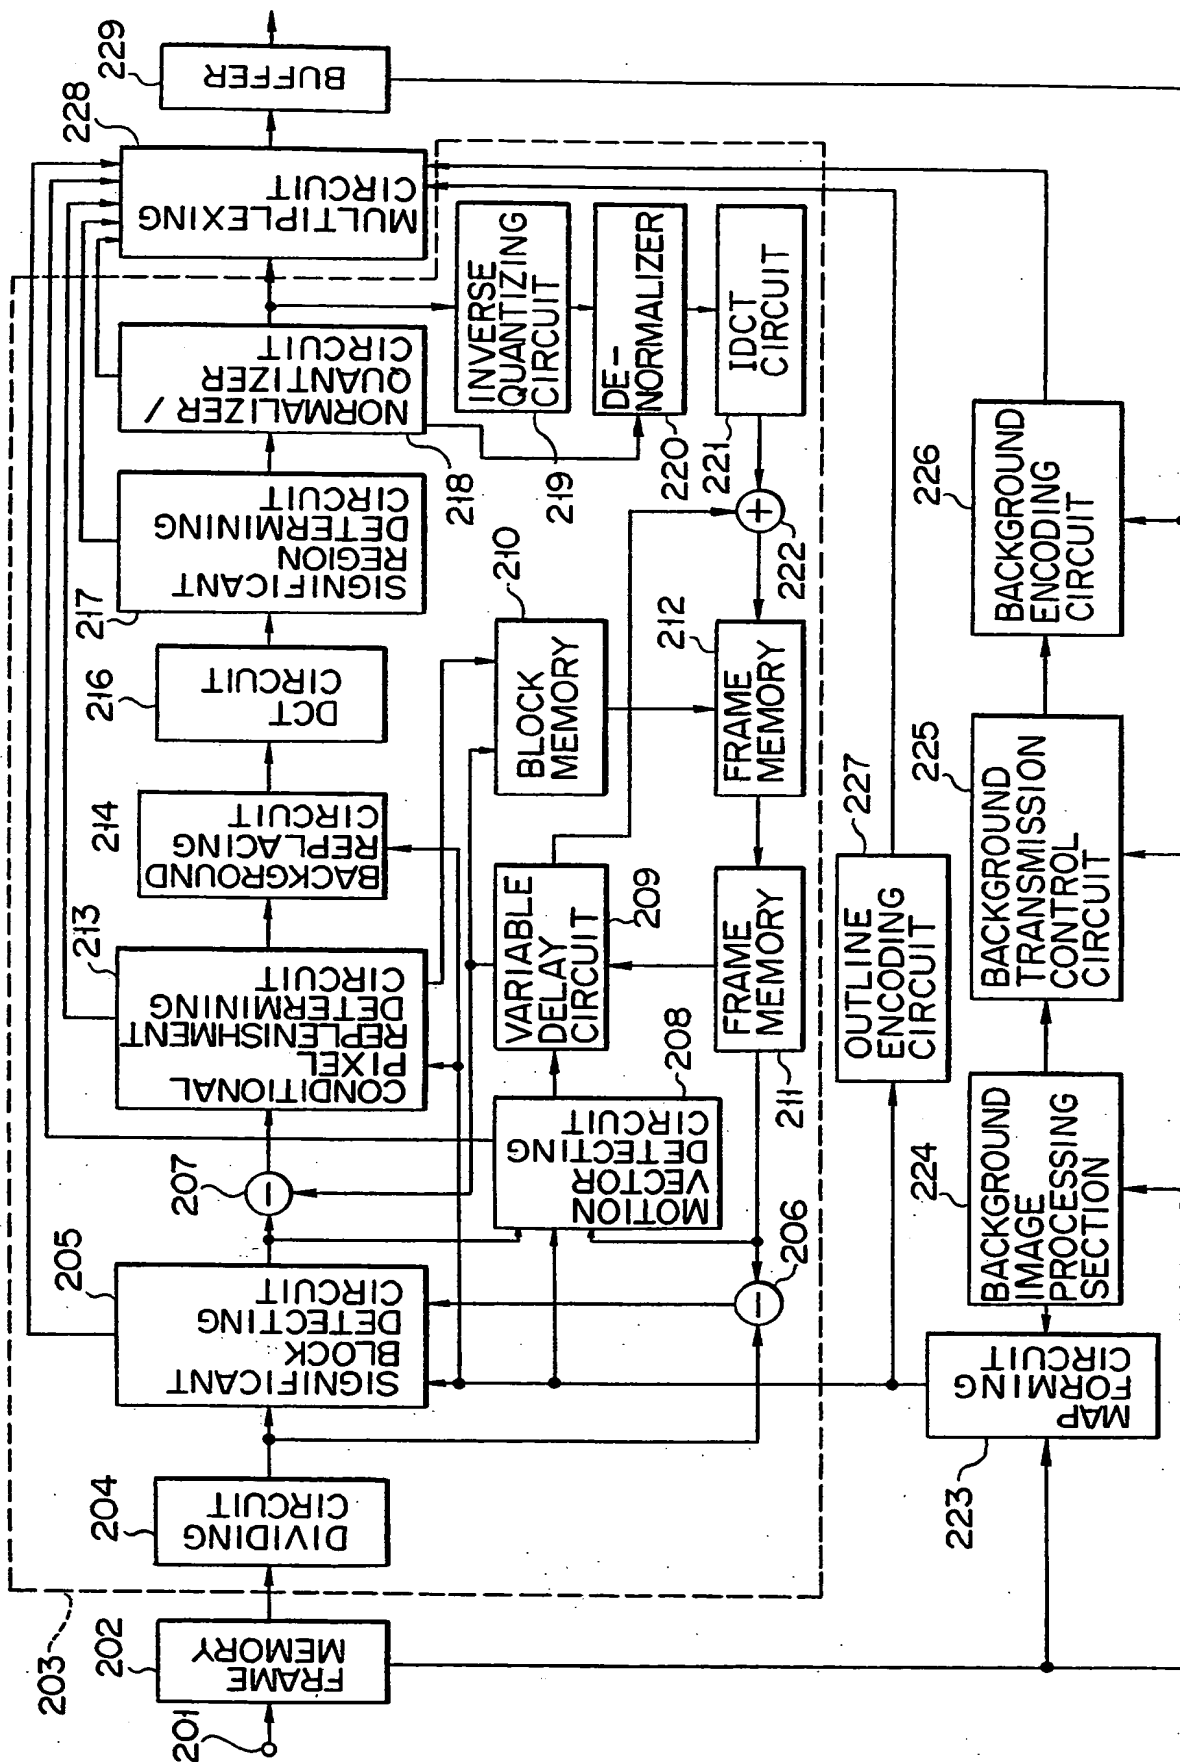 201
202
FRAME
MEMORY
203
204
DIVIDING
CIRCUIT
205
SIGNIFICANT
BLOCK
DETECTING
CIRCUIT
207
213
CONDITIONAL
PIXEL
REPLENISHMENT
DETERMINING
CIRCUIT
214
BACKGROUND
REPLACING
CIRCUIT
216
DCT
CIRCUIT
217
SIGNIFICANT
REGION
DETERMINING
CIRCUIT
218
NORMALIZER /
QUANTIZER
CIRCUIT
228
MULTIPLEXING
CIRCUIT
229
BUFFER
206
208
MOTION
VECTOR
DETECTING
CIRCUIT
209
VARIABLE
DELAY
CIRCUIT
210
BLOCK
MEMORY
219
INVERSE
QUANTIZING
CIRCUIT
220
DE-
NORMALIZER
221
IDCT
CIRCUIT
222
212
FRAME
MEMORY
211
FRAME
MEMORY
223
MAP
FORMING
CIRCUIT
227
OUTLINE
ENCODING
CIRCUIT
224
BACKGROUND
IMAGE
PROCESSING
SECTION
225
BACKGROUND
TRANSMISSION
CONTROL
CIRCUIT
226
BACKGROUND
ENCODING
CIRCUIT